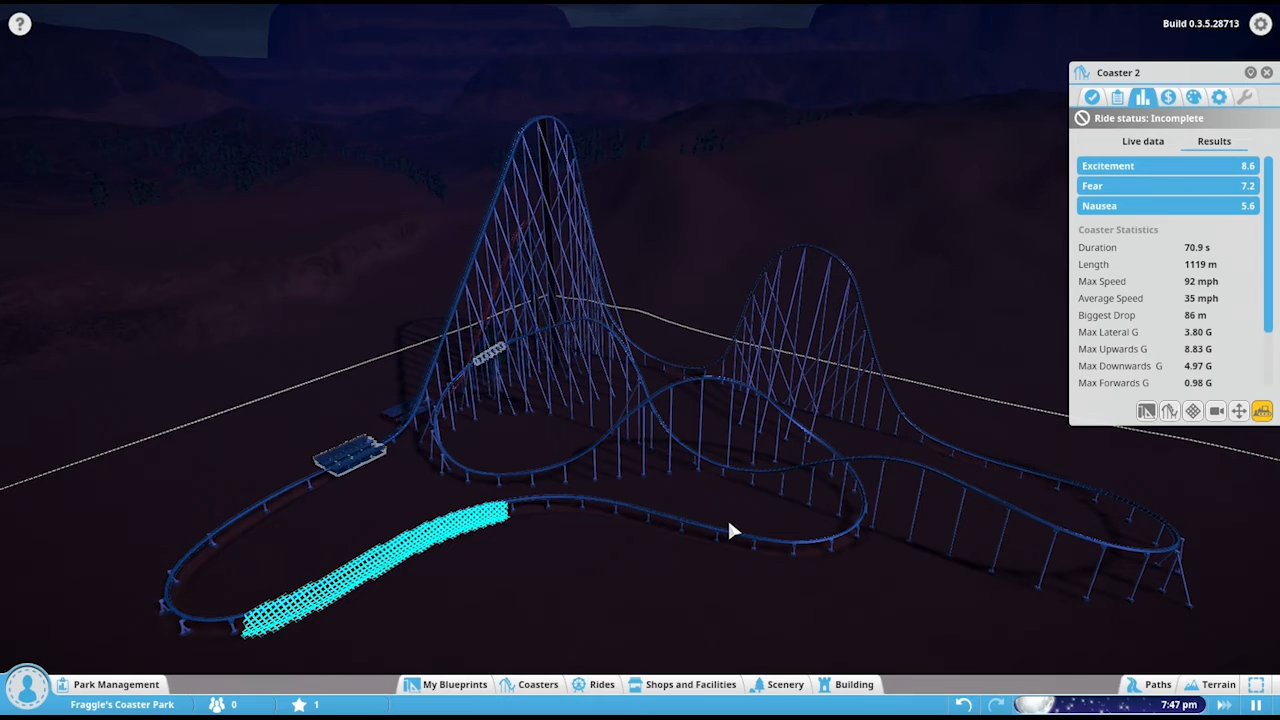 ?
Build 0.3.5.28713
Coaster 2
Ride status: Incomplete
Live data Results
Excitement 8.6
Fear 7.2
Nausea 5.6
Coaster Statistics
Duration 70.9 s
Length 1119 m
Max Speed 92 mph
Average Speed 35 mph
Biggest Drop 86 m
Max Lateral G 3.80 G
Max Upwards G 8.83 G
Max Downwards G 4.97 G
Max Forwards G 0.98 G
Park Management My Blueprints Coasters Rides Shops and Facilities Scenery Building Paths Terrain
Fraggle's Coaster Park 0 1 7:47 pm